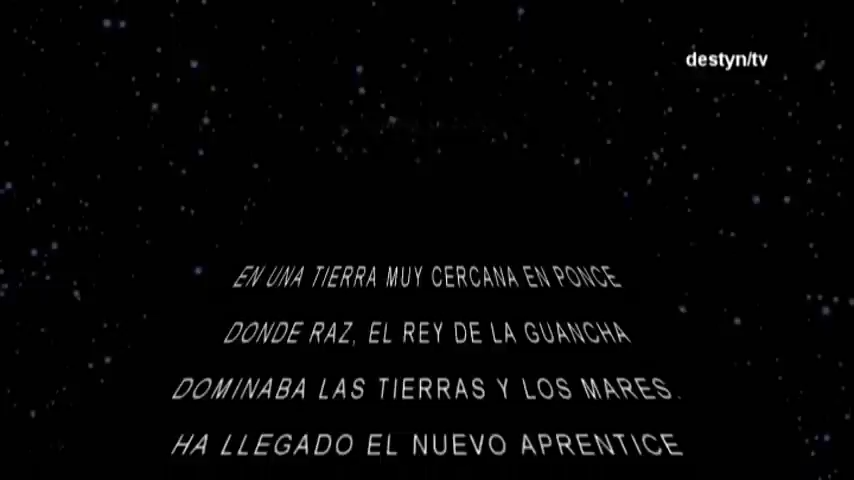 destyn/tv
EN UNA TIERRA MUY CERCANA EN PONCE
DONDE RAZ, EL REY DE LA GUANCHA
DOMINABA LAS TIERRAS Y LOS MARES.
HA LLEGADO EL NUEVO APRENTICE